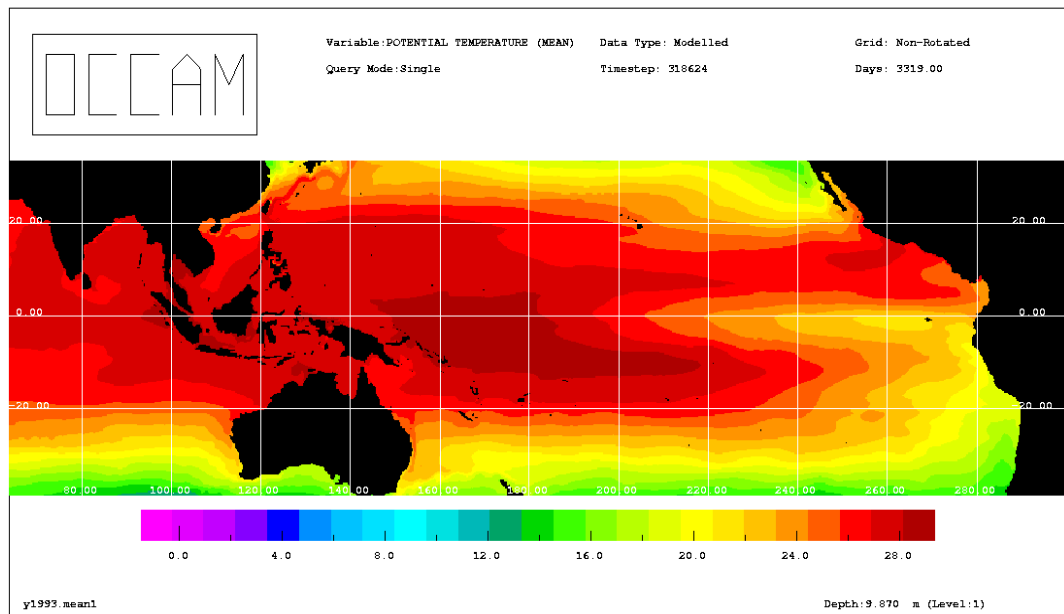 OCCAM
Variable:POTENTIAL TEMPERATURE (MEAN) Data Type: Modelled Grid: Non-Rotated
Query Mode:Single Timestep: 318624 Days: 3319.00
20.00 20.00
0.00 0.00
-20.00 -20.00
80.00 100.00 120.00 140.00 160.00 180.00 200.00 220.00 240.00 260.00 280.00
0.0 4.0 8.0 12.0 16.0 20.0 24.0 28.0
y1993.mean1 Depth:9.870 m (Level:1)